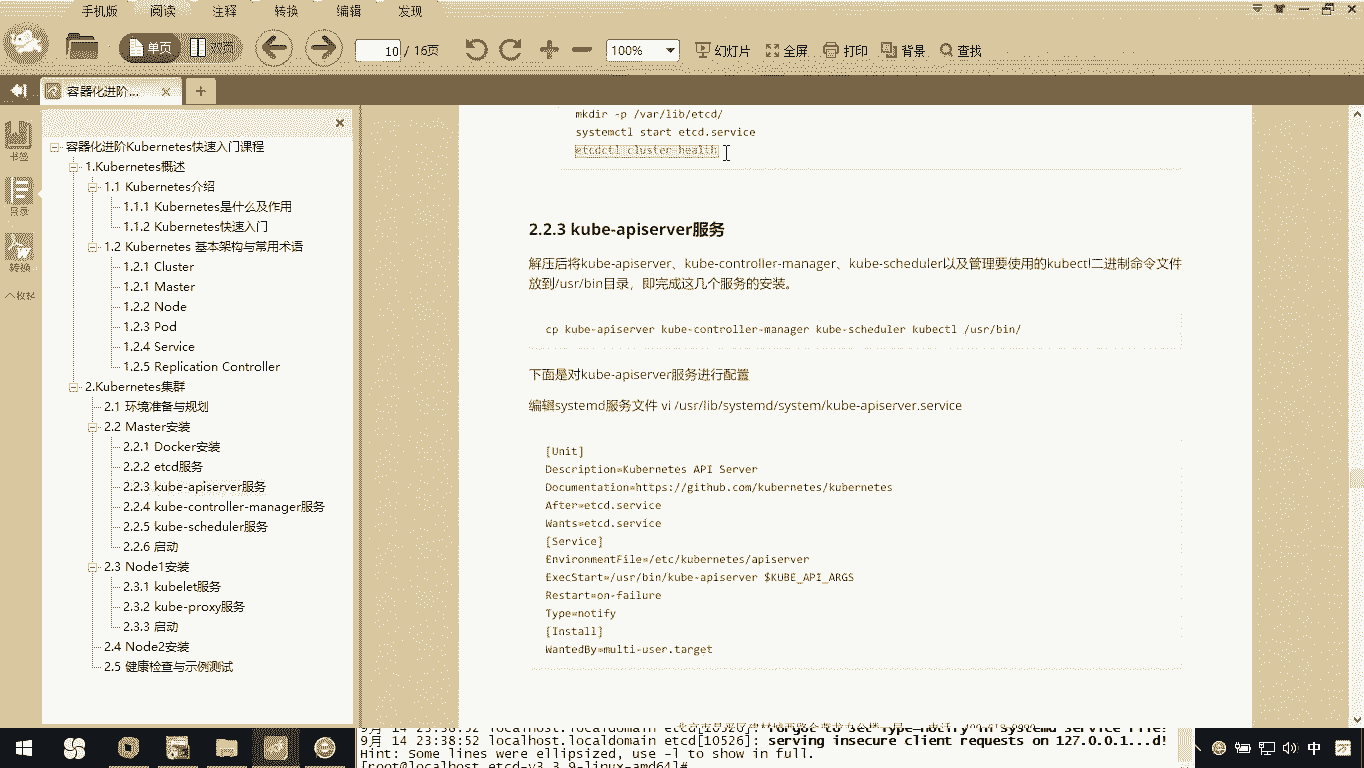 手机版 阅读 注释 转换 编辑 发现
单页 双页 10 / 16页 100% 幻灯片 全屏 打印 背景 查找
容器化进阶...
书签
目录
转换
收起
容器化进阶Kubernetes快速入门课程
1.Kubernetes概述
1.1 Kubernetes介绍
1.1.1 Kubernetes是什么及作用
1.1.2 Kubernetes快速入门
1.2 Kubernetes 基本架构与常用术语
1.2.1 Cluster
1.2.1 Master
1.2.2 Node
1.2.3 Pod
1.2.4 Service
1.2.5 Replication Controller
2.Kubernetes集群
2.1 环境准备与规划
2.2 Master安装
2.2.1 Docker安装
2.2.2 etcd服务
2.2.3 kube-apiserver服务
2.2.4 kube-controller-manager服务
2.2.5 kube-scheduler服务
2.2.6 启动
2.3 Node1安装
2.3.1 kubelet服务
2.3.2 kube-proxy服务
2.3.3 启动
2.4 Node2安装
2.5 健康检查与示例测试
mkdir -p /var/lib/etcd/
systemctl start etcd.service
etcdctl cluster-health
2.2.3 kube-apiserver服务
解压后将kube-apiserver、kube-controller-manager、kube-scheduler以及管理要使用的kubectl二进制命令文件
放到/usr/bin目录，即完成这几个服务的安装。
cp kube-apiserver kube-controller-manager kube-scheduler kubectl /usr/bin/
下面是对kube-apiserver服务进行配置
编辑systemd服务文件 vi /usr/lib/systemd/system/kube-apiserver.service
[Unit]
Description=Kubernetes API Server
Documentation=https://github.com/kubernetes/kubernetes
After=etcd.service
Wants=etcd.service
[Service]
EnvironmentFile=/etc/kubernetes/apiserver
ExecStart=/usr/bin/kube-apiserver $KUBE_API_ARGS
Restart=on-failure
Type=notify
[Install]
WantedBy=multi-user.target
9月 14 23:38:52 localhost.localdomain etcd[10526]: forgot to set Type=notify in systemd service file?
9月 14 23:38:52 localhost.localdomain etcd[10526]: serving insecure client requests on 127.0.0.1...d!
Hint: Some lines were ellipsized, use -l to show in full.
[root@localhost etcd-v3.3.9-linux-amd64]#
中